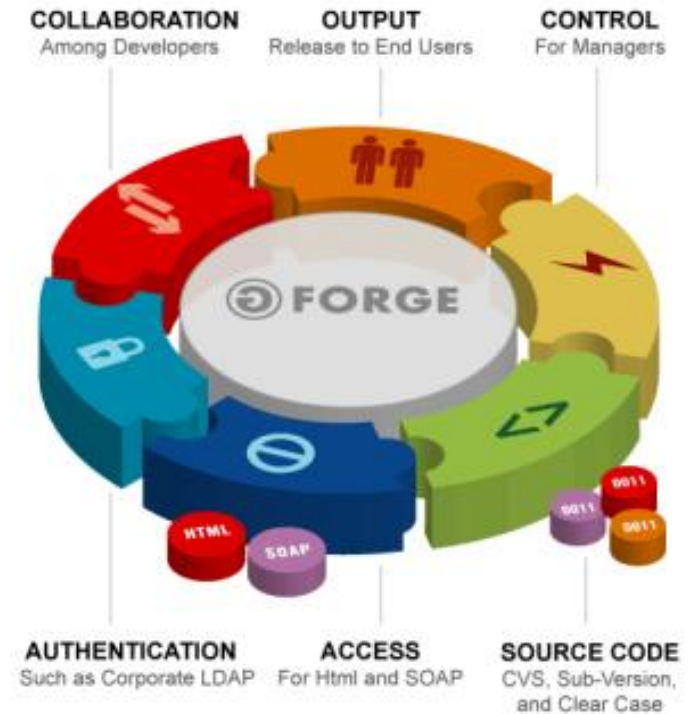 COLLABORATION
Among Developers
OUTPUT
Release to End Users
CONTROL
For Managers
G FORGE
HTML
SOAP
0011
0011
0011
AUTHENTICATION
Such as Corporate LDAP
ACCESS
For Html and SOAP
SOURCE CODE
CVS, Sub-Version,
and Clear Case